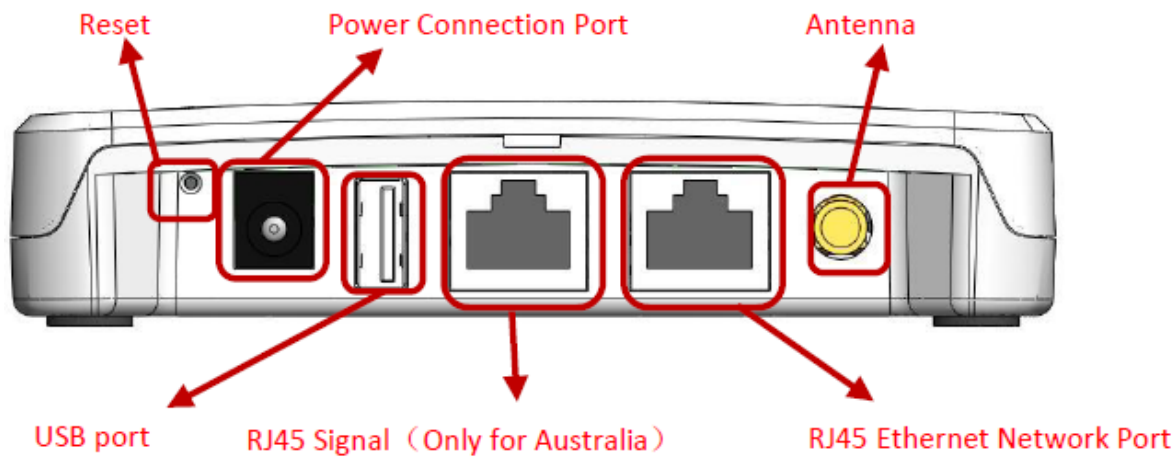 Reset
Power Connection Port
Antenna
USB port
RJ45 Signal（Only for Australia）
RJ45 Ethernet Network Port